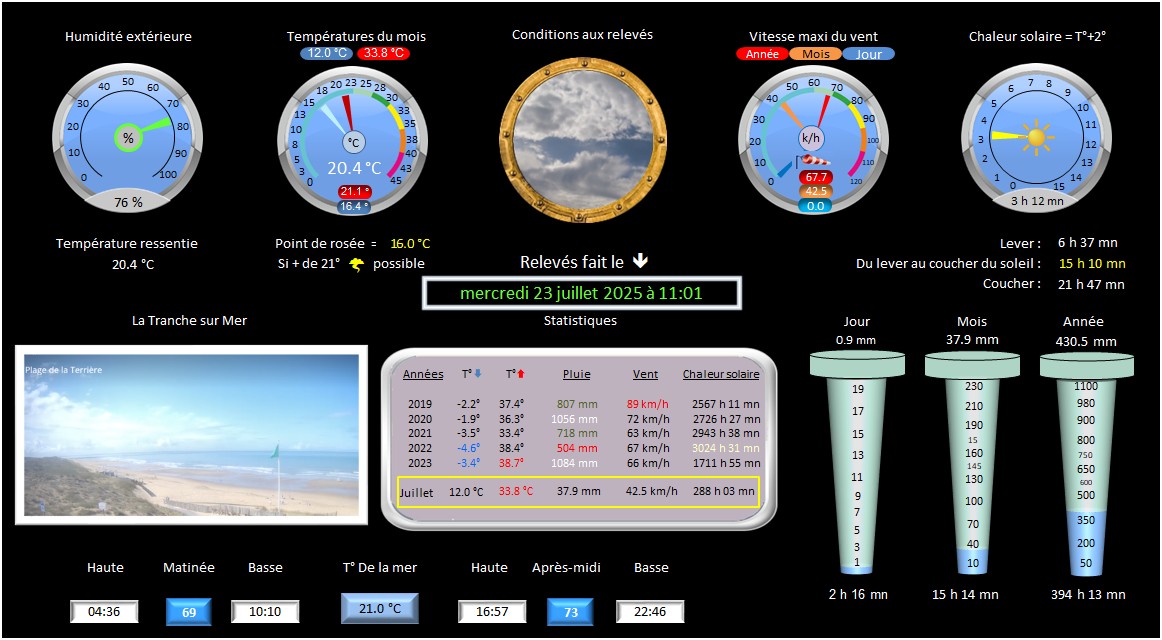 Humidité extérieure
Températures du mois
12.0 °C 33.8 °C
Conditions aux relevés
Vitesse maxi du vent
Année Mois Jour
Chaleur solaire = T°+2°
0 10 20 30 40 50 60 70 80 90 100
%
76 %
0 3 5 8 10 13 15 18 20 23 25 28 30 33 35 38 40 43 45
°C
20.4 °C
21.1 °
16.4 °
0 10 20 30 40 50 60 70 80 90 100 110 120
k/h
67.7
42.5
0.0
0 1 2 3 4 5 6 7 8 9 10 11 12 13 14 15
3 h 12 mn
Température ressentie
20.4 °C
Point de rosée = 16.0 °C
Si + de 21° possible
Relevés fait le
mercredi 23 juillet 2025 à 11:01
Lever : 6 h 37 mn
Du lever au coucher du soleil : 15 h 10 mn
Coucher : 21 h 47 mn
La Tranche sur Mer
Plage de la Terrière
Statistiques
Années T° T° Pluie Vent Chaleur solaire
2019 -2.2° 37.4° 807 mm 89 km/h 2567 h 11 mn
2020 -1.9° 36.3° 1056 mm 72 km/h 2726 h 27 mn
2021 -3.5° 33.4° 718 mm 63 km/h 2943 h 38 mn
2022 -4.6° 38.4° 504 mm 67 km/h 3024 h 31 mn
2023 -3.4° 38.7° 1084 mm 66 km/h 1711 h 55 mn
Juillet 12.0 °C 33.8 °C 37.9 mm 42.5 km/h 288 h 03 mn
Jour
0.9 mm
19
17
15
13
11
9
7
5
3
1
2 h 16 mn
Mois
37.9 mm
230
210
190
15
160
145
130
100
70
40
10
15 h 14 mn
Année
430.5 mm
1100
980
900
800
750
650
600
500
350
200
50
394 h 13 mn
Haute Matinée Basse
04:36 69 10:10
T° De la mer
21.0 °C
Haute Après-midi Basse
16:57 73 22:46